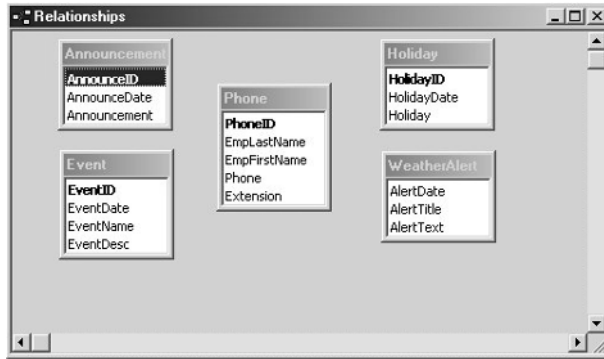 Relationships
Announcement
AnnounceID
AnnounceDate
Announcement
Event
EventID
EventDate
EventName
EventDesc
Phone
PhoneID
EmpLastName
EmpFirstName
Phone
Extension
Holiday
HolidayID
HolidayDate
Holiday
WeatherAlert
AlertDate
AlertTitle
AlertText